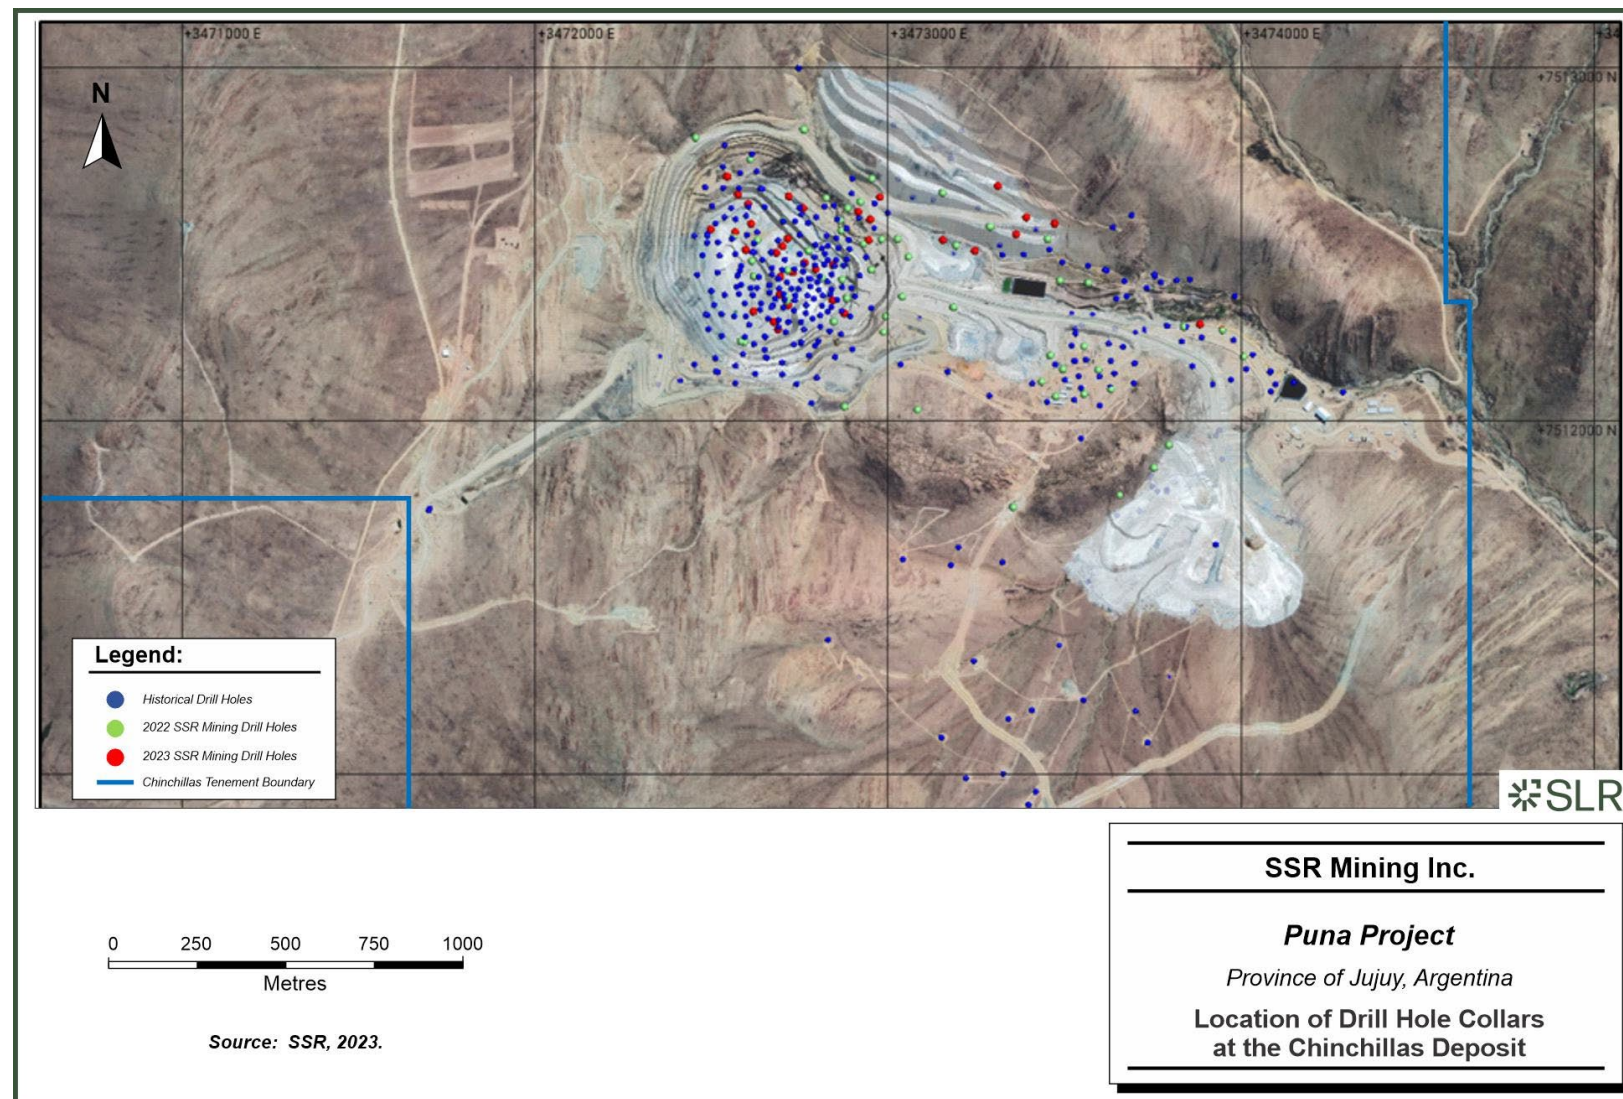 +3471000 E
+3472000 E
+3473000 E
+3474000 E
+34
+7513000 N
N
+7512000 N
Legend:
Historical Drill Holes
2022 SSR Mining Drill Holes
2023 SSR Mining Drill Holes
Chinchillas Tenement Boundary
SLR
SSR Mining Inc.
Puna Project
Province of Jujuy, Argentina
Location of Drill Hole Collars
at the Chinchillas Deposit
0 250 500 750 1000
Metres
Source: SSR, 2023.